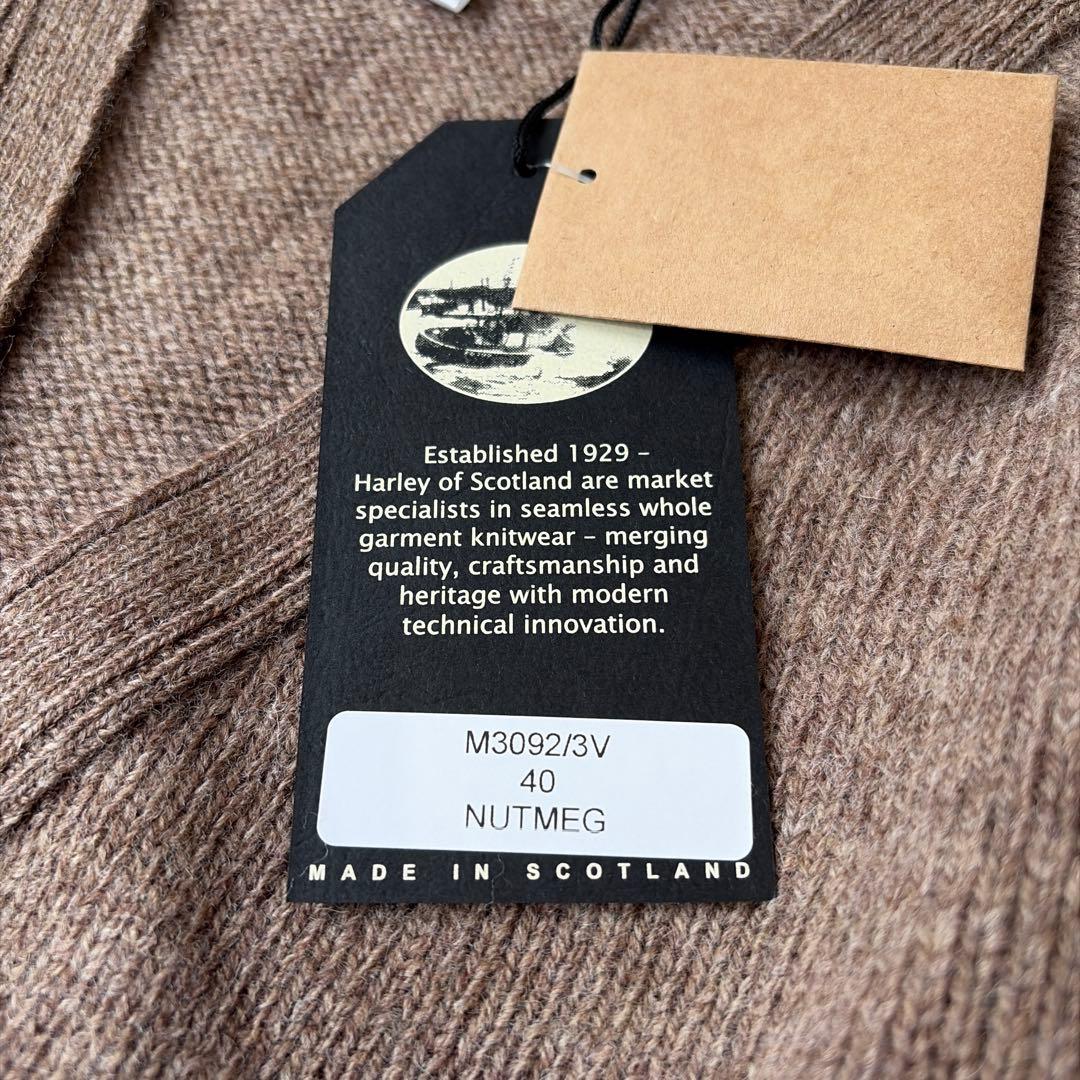 Established 1929 –
Harley of Scotland are market
specialists in seamless whole
garment knitwear – merging
quality, craftsmanship and
heritage with modern
technical innovation.
M3092/3V
40
NUTMEG
MADE IN SCOTLAND